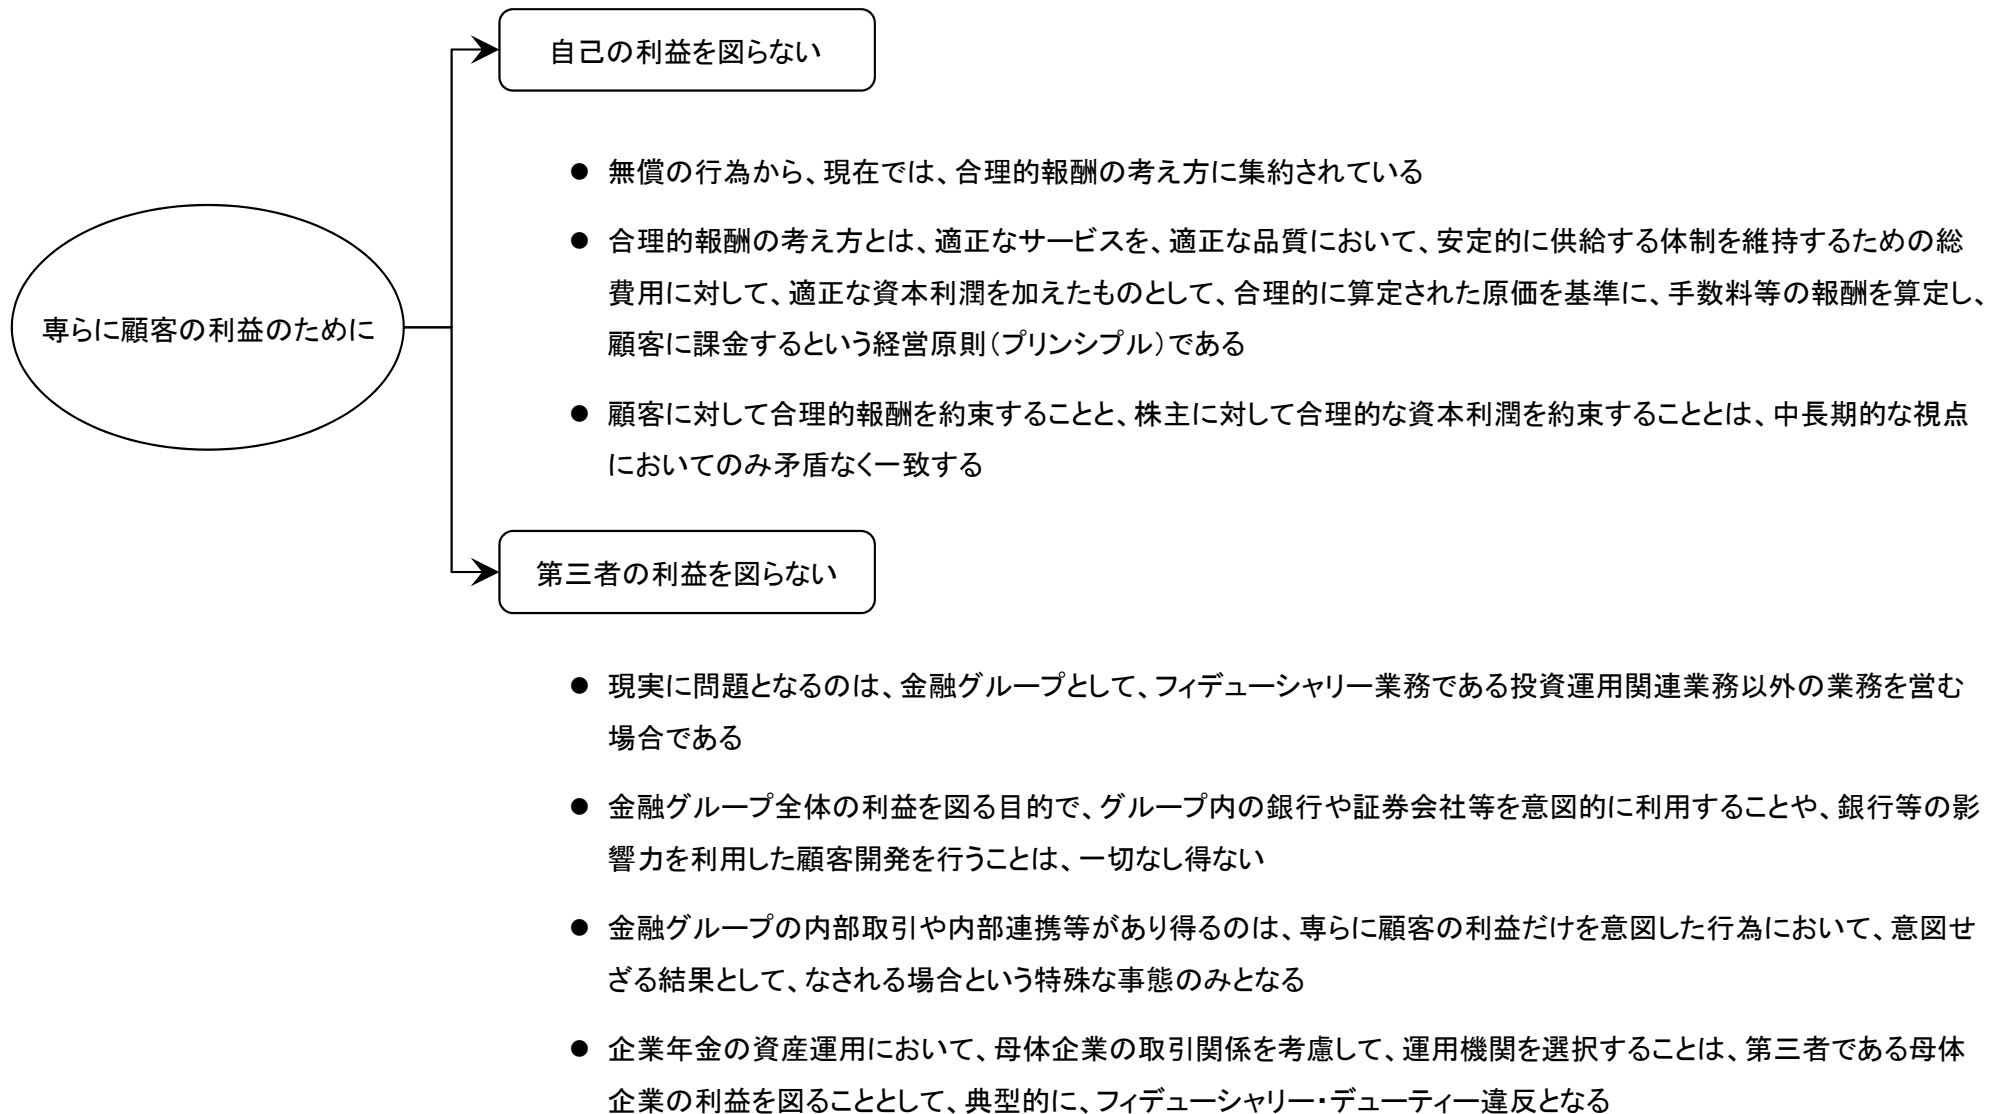 自己の利益を図らない
● 無償の行為から、現在では、合理的報酬の考え方に集約されている
● 合理的報酬の考え方とは、適正なサービスを、適正な品質において、安定的に供給する体制を維持するための総
費用に対して、適正な資本利潤を加えたものとして、合理的に算定された原価を基準に、手数料等の報酬を算定し、
専らに顧客の利益のために
顧客に課金するという経営原則（プリンシプル）である
● 顧客に対して合理的報酬を約束することと、株主に対して合理的な資本利潤を約束することとは、中長期的な視点
においてのみ矛盾なく一致する
第三者の利益を図らない
● 現実に問題となるのは、金融グループとして、フィデューシャリー業務である投資運用関連業務以外の業務を営む
場合である
● 金融グループ全体の利益を図る目的で、グループ内の銀行や証券会社等を意図的に利用することや、銀行等の影
響力を利用した顧客開発を行うことは、一切なし得ない
● 金融グループの内部取引や内部連携等があり得るのは、専らに顧客の利益だけを意図した行為において、意図せ
ざる結果として、なされる場合という特殊な事態のみとなる
● 企業年金の資産運用において、母体企業の取引関係を考慮して、運用機関を選択することは、第三者である母体
企業の利益を図ることとして、典型的に、フィデューシャリー・デューティー違反となる